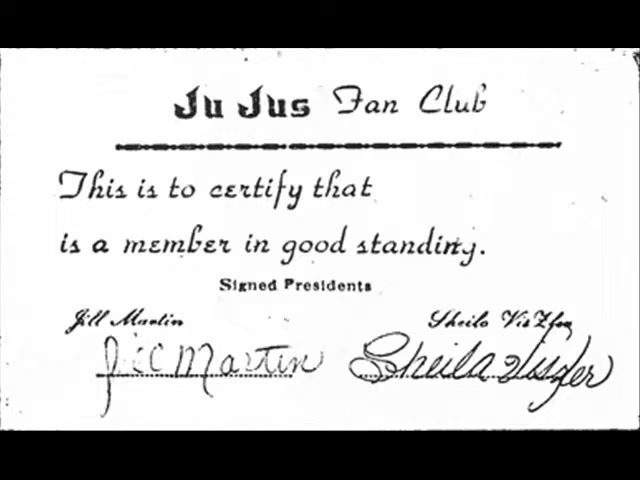 Ju Jus Fan Club
This is to certify that
is a member in good standing.
Signed Presidents
Jill Martin Sheila
Jill Martin Sheila